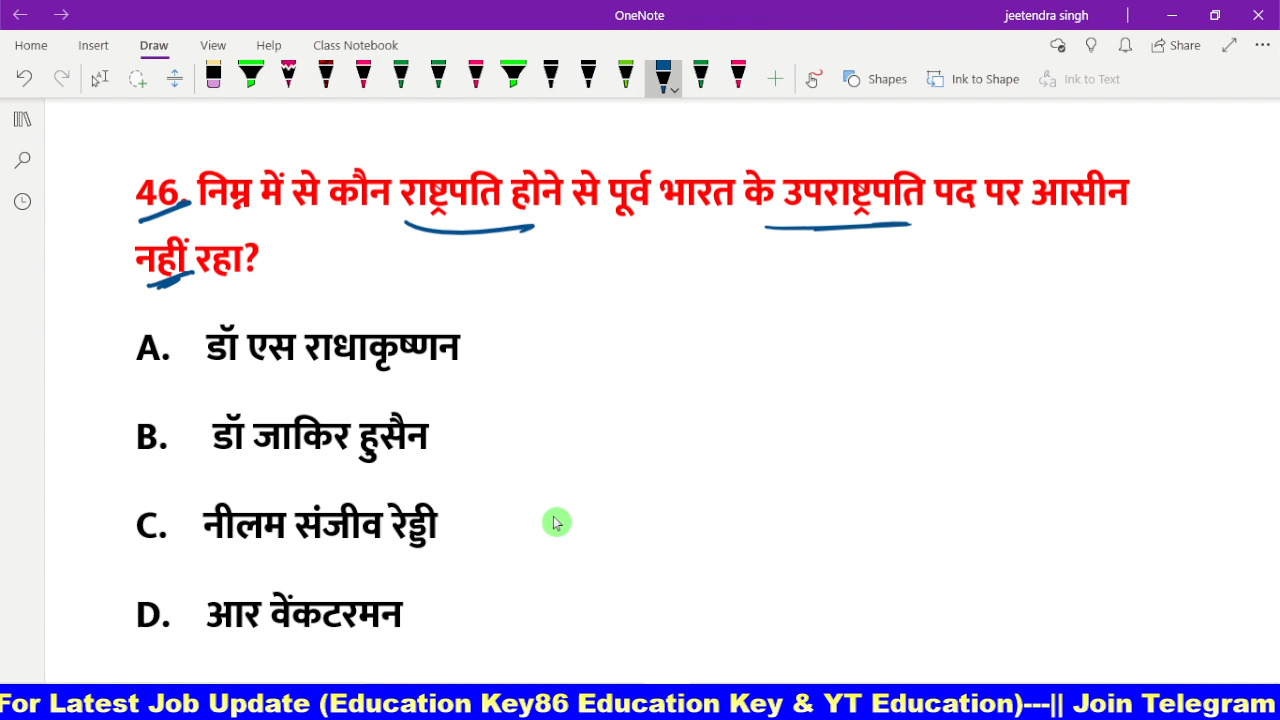 OneNote
jeetendra singh
Home Insert Draw View Help Class Notebook
Share
Shapes Ink to Shape Ink to Text
46. निम्न में से कौन राष्ट्रपति होने से पूर्व भारत के उपराष्ट्रपति पद पर आसीन
नहीं रहा?
A. डॉ एस राधाकृष्णन
B. डॉ जाकिर हुसैन
C. नीलम संजीव रेड्डी
D. आर वेंकटरमन
For Latest Job Update (Education Key86 Education Key & YT Education)---|| Join Telegram